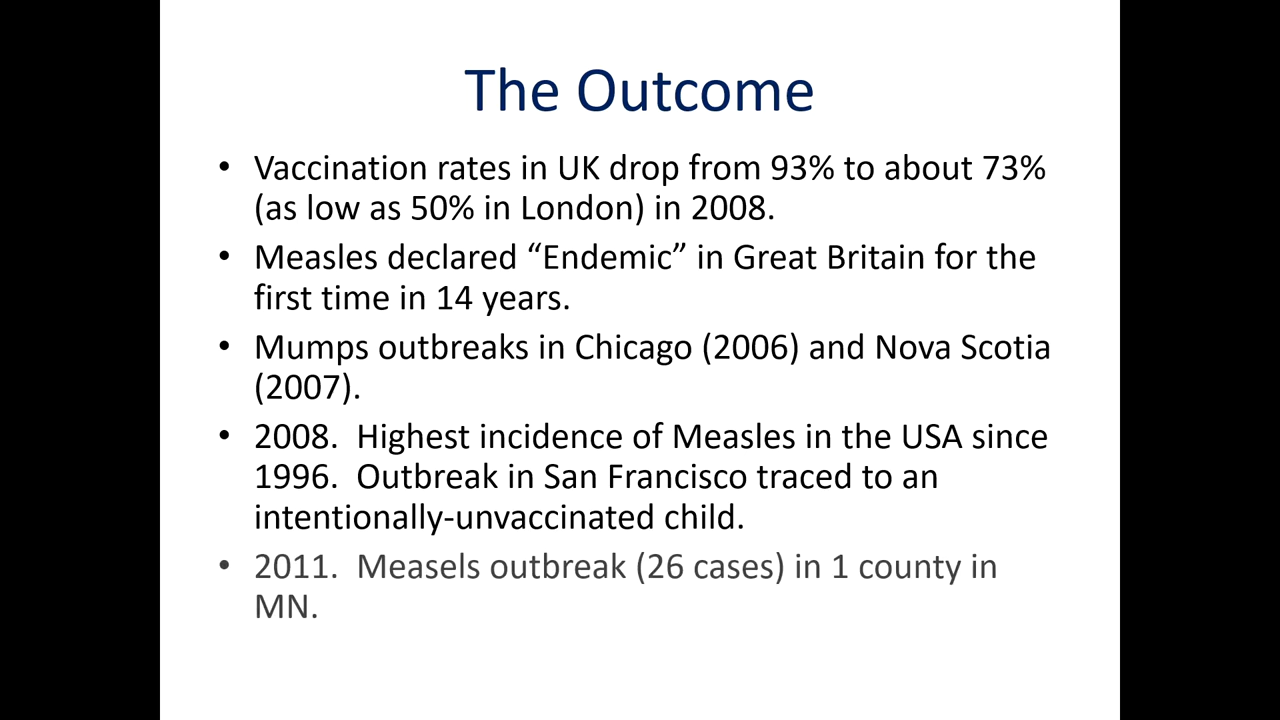 The Outcome
• Vaccination rates in UK drop from 93% to about 73%
(as low as 50% in London) in 2008.
• Measles declared “Endemic” in Great Britain for the
first time in 14 years.
• Mumps outbreaks in Chicago (2006) and Nova Scotia
(2007).
• 2008.  Highest incidence of Measles in the USA since
1996.  Outbreak in San Francisco traced to an
intentionally-unvaccinated child.
• 2011.  Measels outbreak (26 cases) in 1 county in
MN.